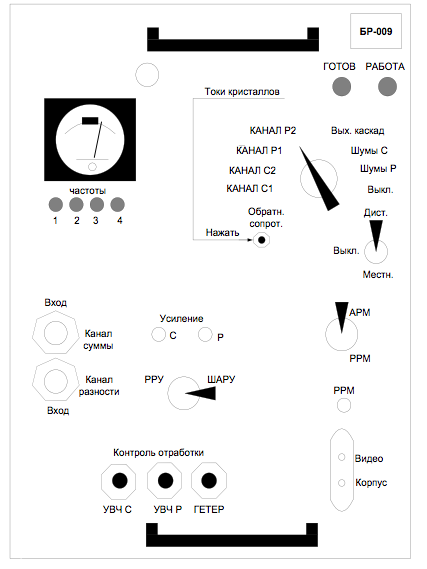 БР-009
ГОТОВ РАБОТА
Токи кристаллов
КАНАЛ Р2
КАНАЛ Р1
КАНАЛ С2
КАНАЛ С1
Вых. каскад
Шумы С
Шумы Р
Выкл.
частоты
1 2 3 4
Обратн.
сопрот.
Нажать
Дист.
Выкл.
Местн.
Вход
Канал
суммы
Канал
разности
Вход
Усиление
С Р
РРУ ШАРУ
АРМ
РРМ
РРМ
Контроль отработки
УВЧ С УВЧ Р ГЕТЕР
Видео
Корпус